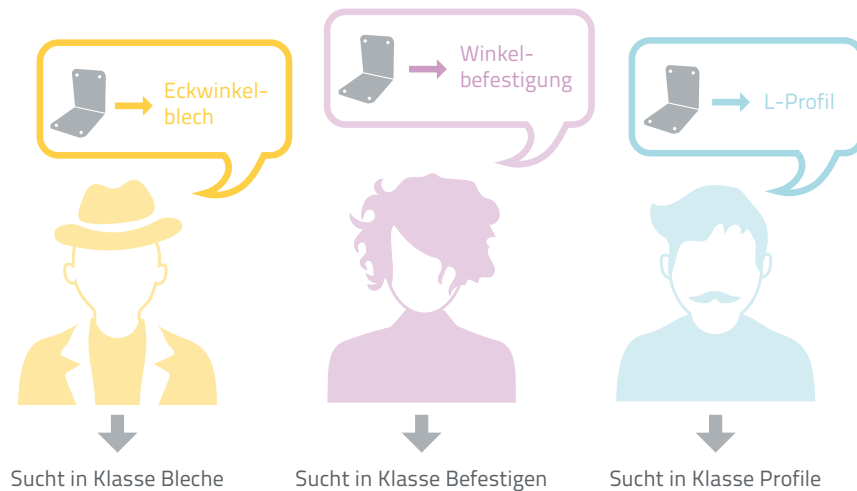 Eckwinkel-
blech
Winkel-
befestigung
L-Profil
Sucht in Klasse Bleche
Sucht in Klasse Befestigen
Sucht in Klasse Profile